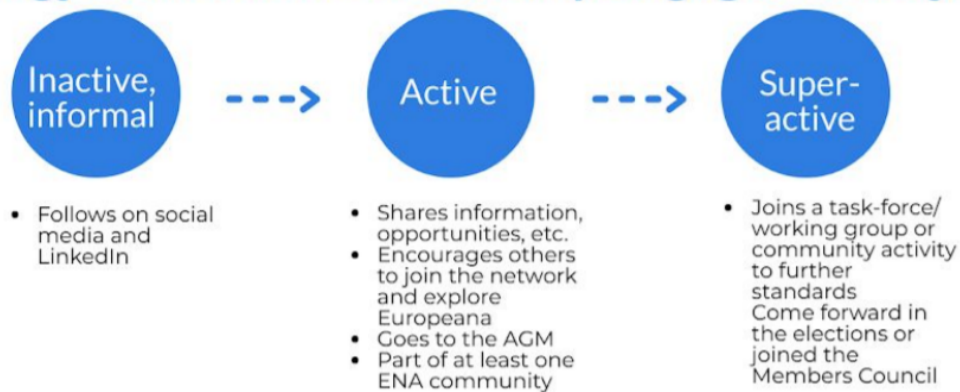 Inactive,
informal
Active
Super-
active
• Follows on social
media and
LinkedIn
• Shares information,
opportunities, etc.
• Encourages others
to join the network
and explore
Europeana
• Goes to the AGM
• Part of at least one
ENA community
• Joins a task-force/
working group or
community activity
to further
standards
Come forward in
the elections or
joined the
Members Council